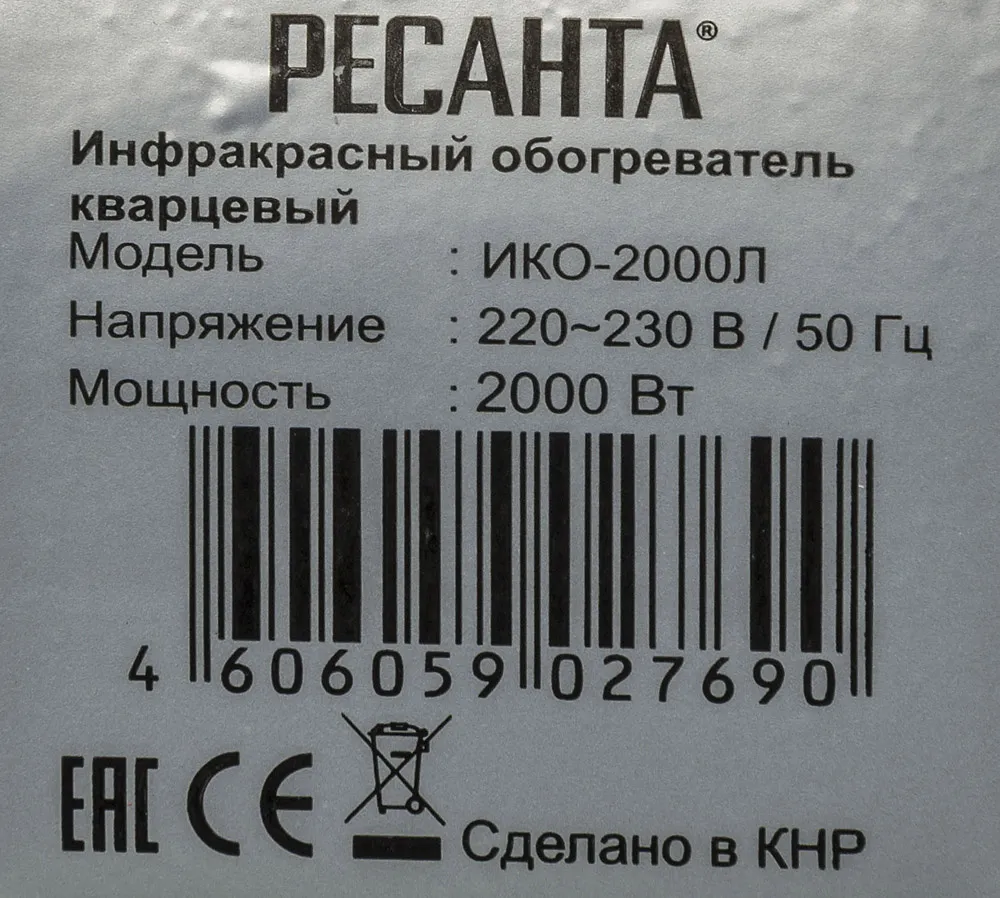 РЕСАНТА®
Инфракрасный обогреватель
кварцевый
Модель : ИКО-2000Л
Напряжение : 220~230 В / 50 Гц
Мощность : 2000 Вт
4 606059 027690
EAC CE Сделано в КНР